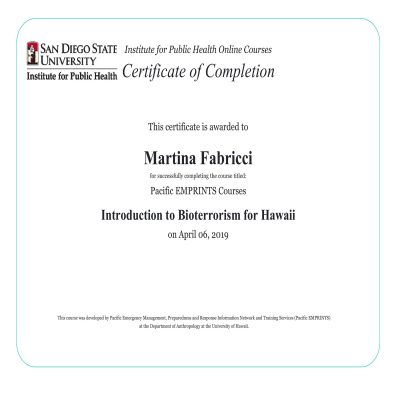 SAN DIEGO STATE
UNIVERSITY
Institute for Public Health
Institute for Public Health Online Courses
Certificate of Completion
This certificate is awarded to
Martina Fabricci
for successfully completing the course titled:
Pacific EMPRINTS Courses
Introduction to Bioterrorism for Hawaii
on April 06, 2019
This course was developed by Pacific Emergency Management, Preparedness and Response Information Network and Training Services (Pacific EMPRINTS)
at the Department of Anthropology at the University of Hawaii.